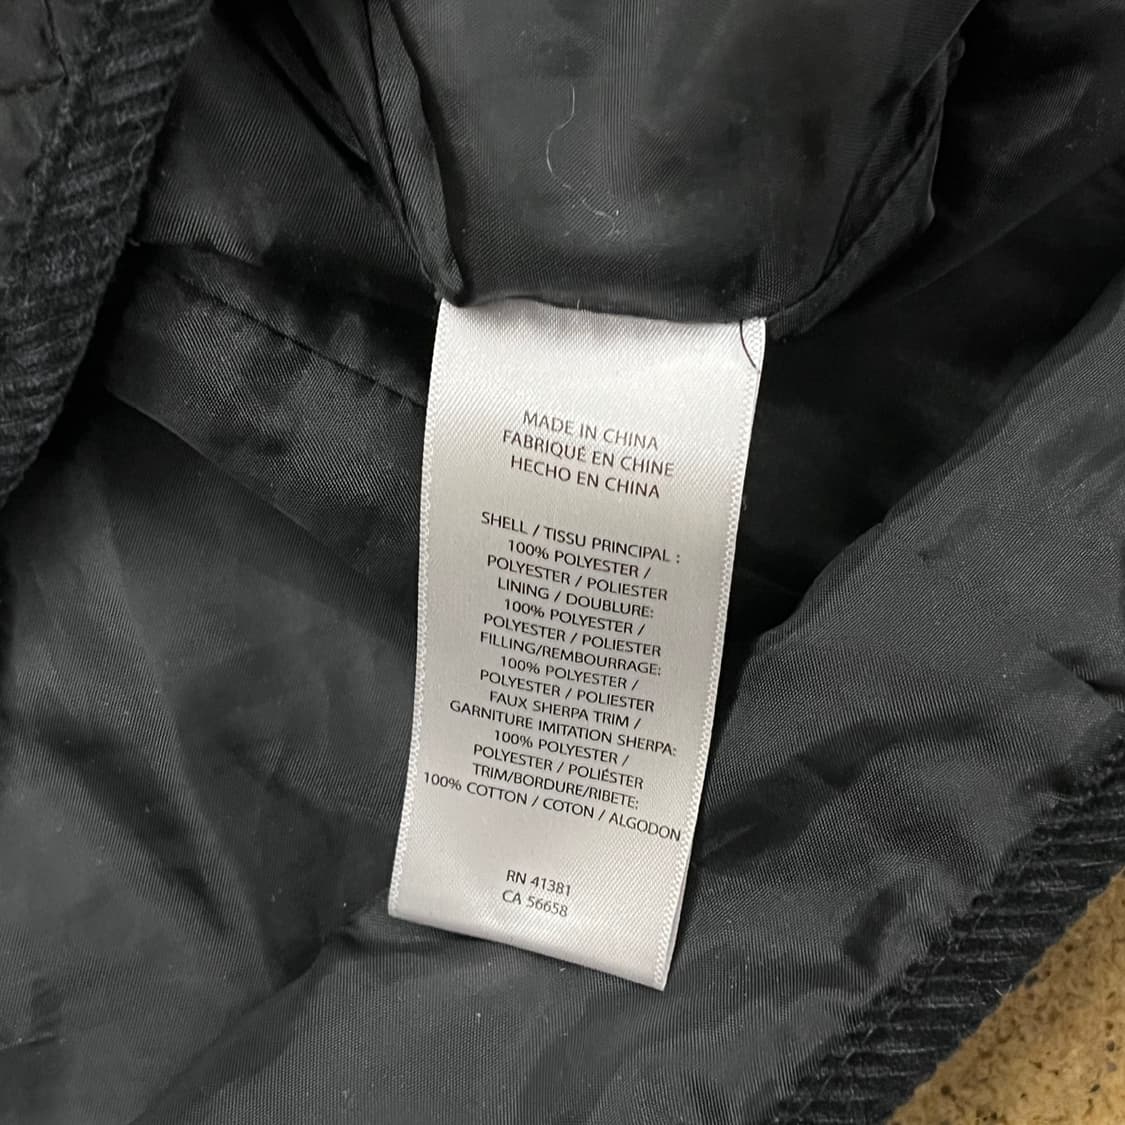 MADE IN CHINA
FABRIQUÉ EN CHINE
HECHO EN CHINA
SHELL / TISSU PRINCIPAL :
100% POLYESTER /
POLYESTER / POLIESTER
LINING / DOUBLURE:
100% POLYESTER /
POLYESTER / POLIESTER
FILLING/REMBOURRAGE:
100% POLYESTER /
POLYESTER / POLIESTER
FAUX SHERPA TRIM /
GARNITURE IMITATION SHERPA:
100% POLYESTER /
POLYESTER / POLIÉSTER
TRIM/BORDURE/RIBETE:
100% COTTON / COTON / ALGODON
RN 41381
CA 56658